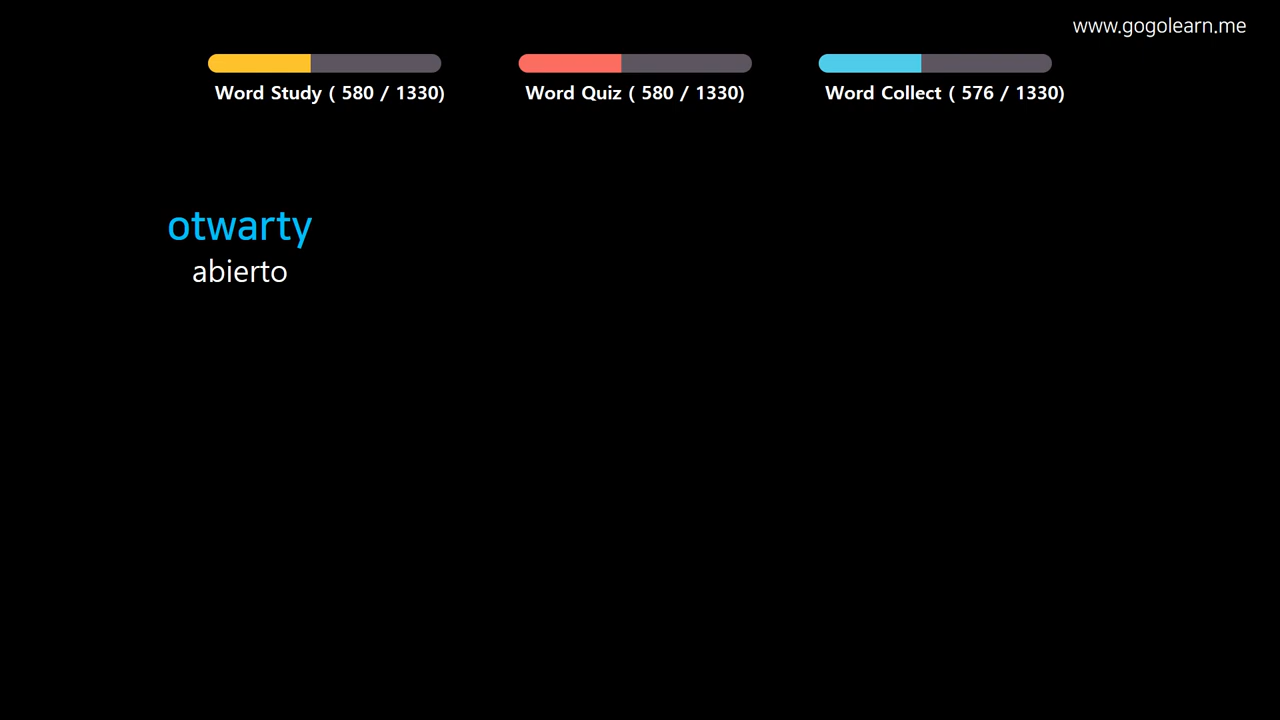 www.gogolearn.me
Word Study ( 580 / 1330)
Word Quiz ( 580 / 1330)
Word Collect ( 576 / 1330)
otwarty
abierto